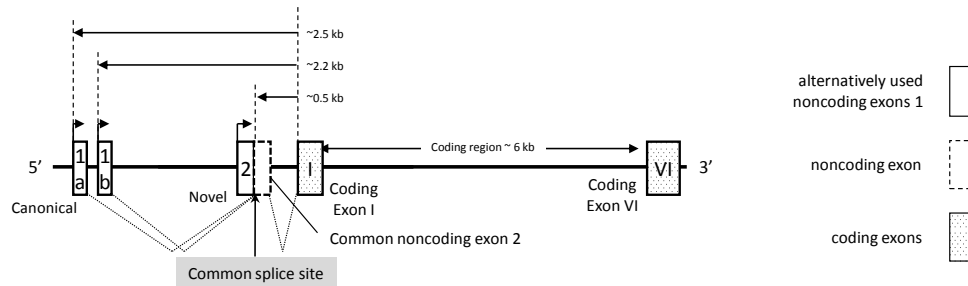 ~2.5 kb
~2.2 kb
~0.5 kb
alternatively used
noncoding exons 1
Coding region ~ 6 kb
5’
1
a
1
b
2
I
VI
3’
noncoding exon
Canonical
Novel
Coding
Exon I
Coding
Exon VI
Common noncoding exon 2
coding exons
Common splice site